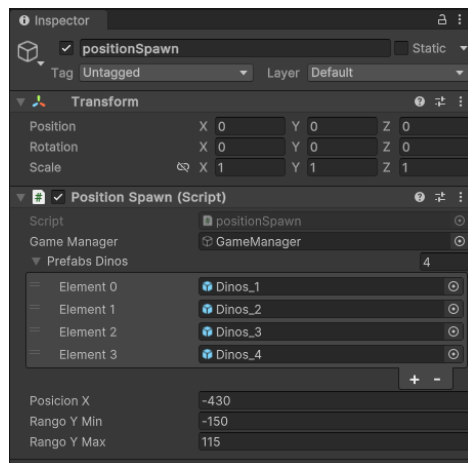 Inspector
positionSpawn Static
Tag Untagged Layer Default
Transform
Position X 0 Y 0 Z 0
Rotation X 0 Y 0 Z 0
Scale X 1 Y 1 Z 1
# Position Spawn (Script)
Script positionSpawn
Game Manager GameManager
Prefabs Dinos 4
Element 0 Dinos_1
Element 1 Dinos_2
Element 2 Dinos_3
Element 3 Dinos_4
+ -
Posicion X -430
Rango Y Min -150
Rango Y Max 115